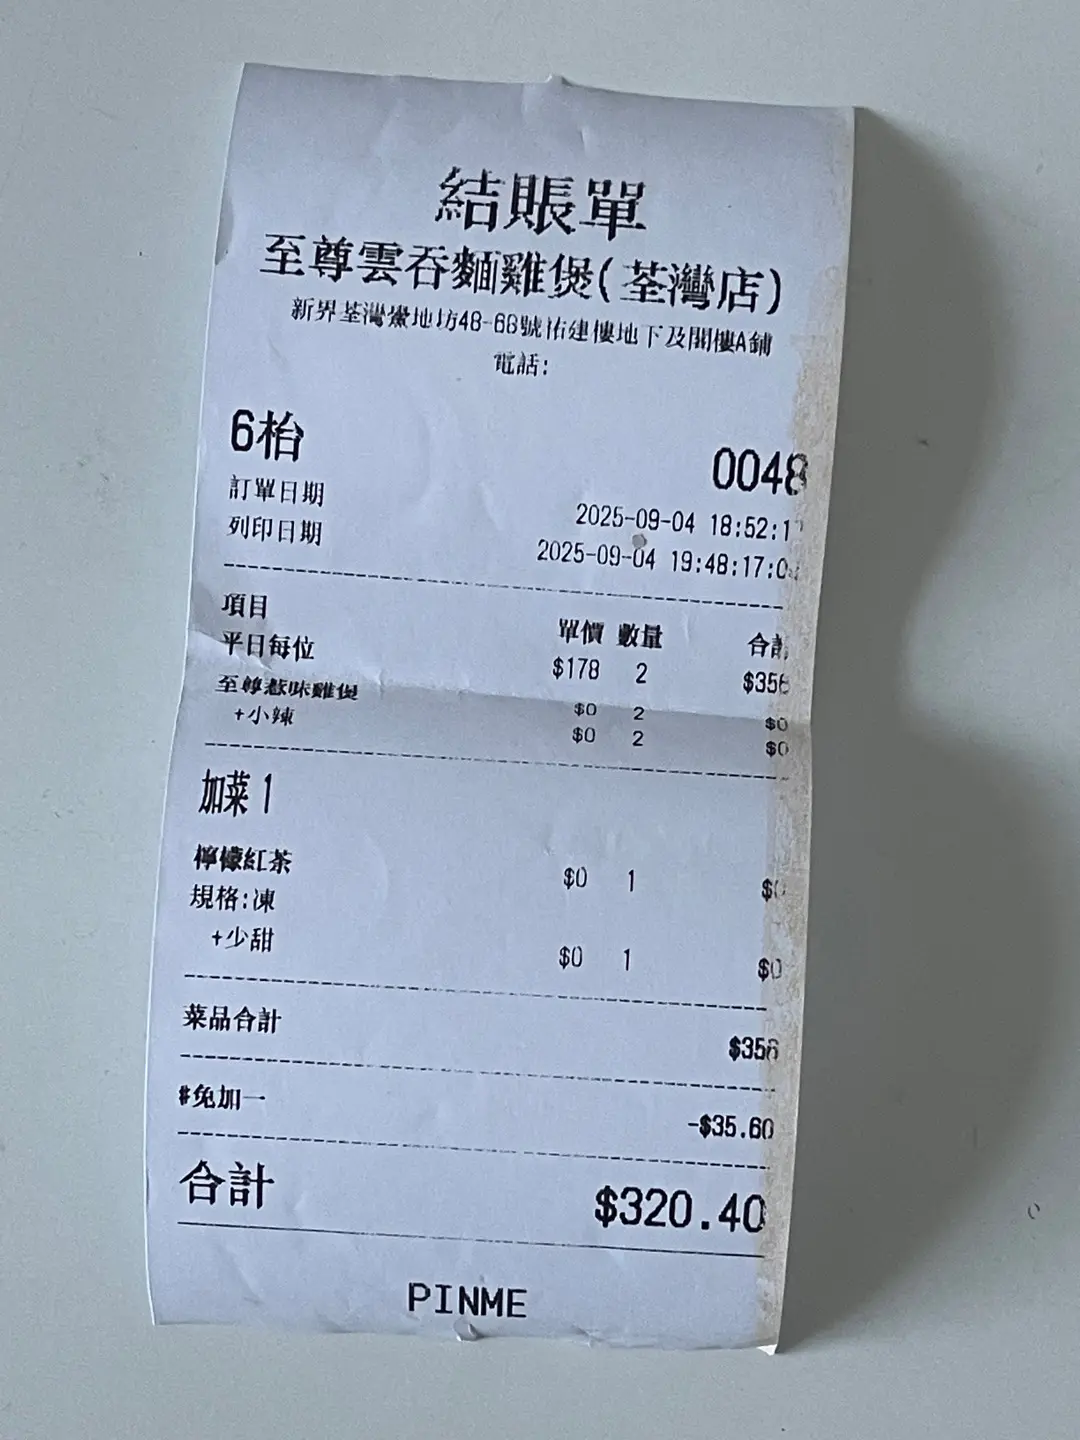 結賬單
至尊雲吞麵雞煲(荃灣店)
新界荃灣鱟地坊48-68號祐建樓地下及閣樓A鋪
電話:
6枱
0048
訂單日期 2025-09-04 18:52:1
列印日期 2025-09-04 19:48:17:0
項目 單價 數量 合計
平日每位 $178 2 $356
至尊惹味雞煲 $0 2 $0
+小辣 $0 2 $0
加菜 1
檸檬紅茶 $0 1 $0
規格:凍
+少甜 $0 1 $0
菜品合計 $356
#免加一 -$35.60
合計 $320.40
PINME